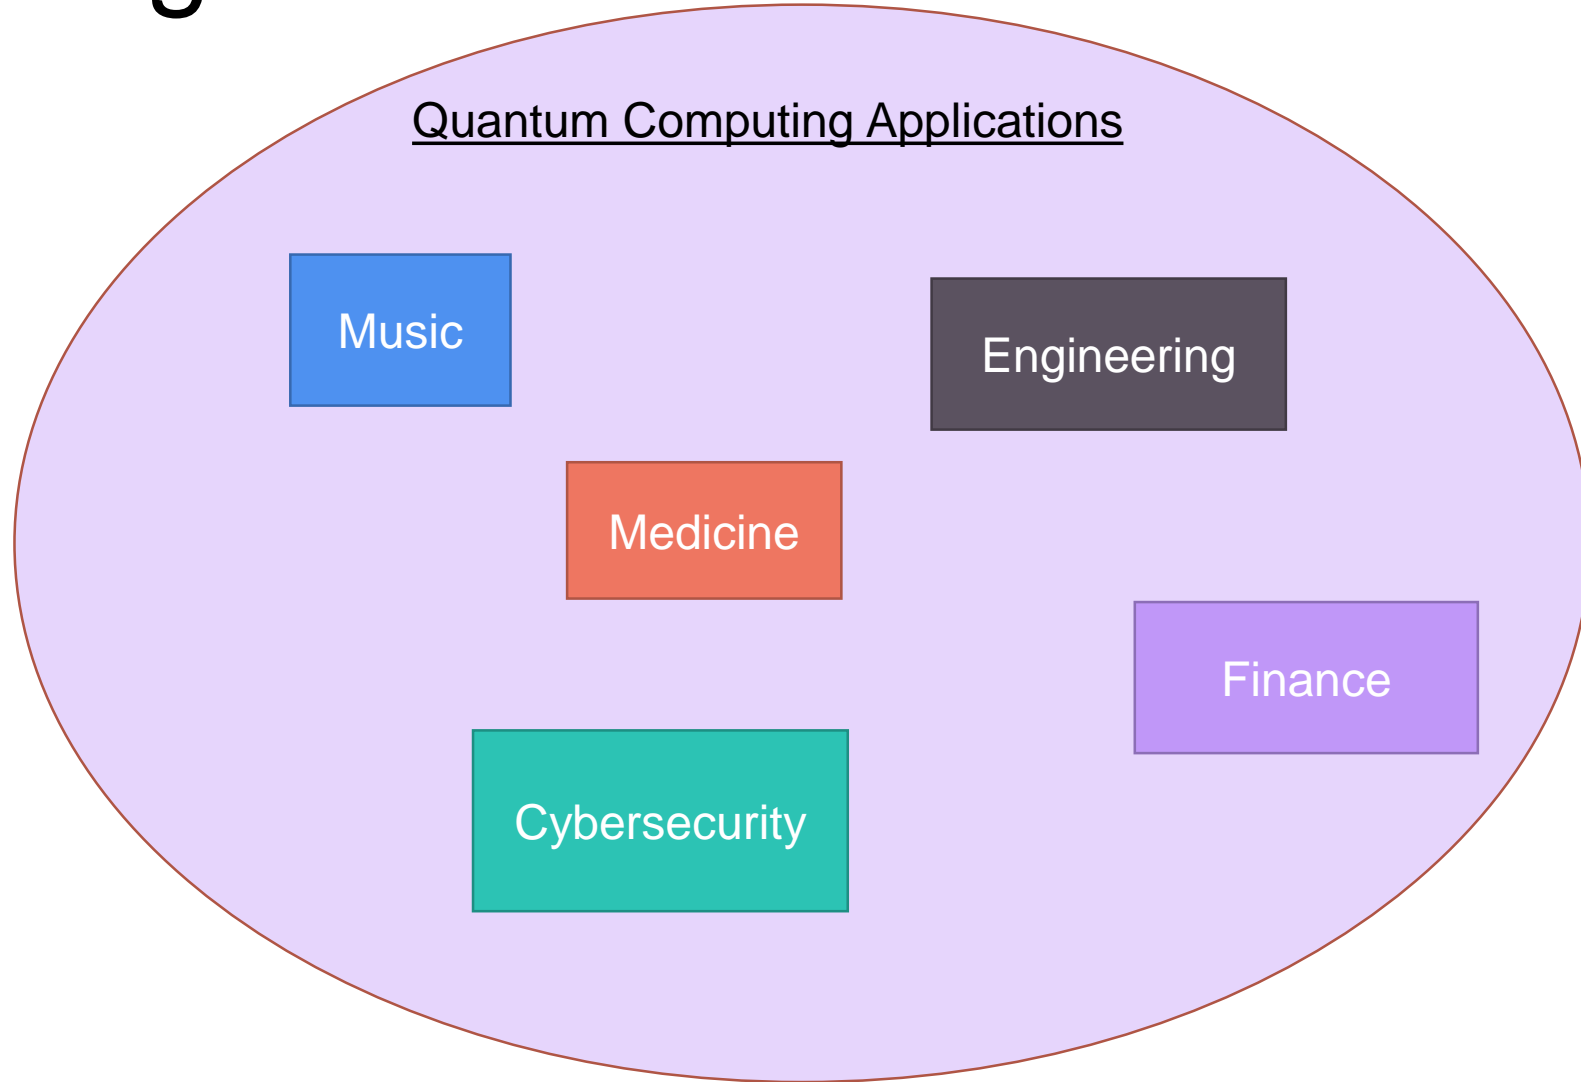 Quantum Computing Applications
Music
Engineering
Medicine
Finance
Cybersecurity